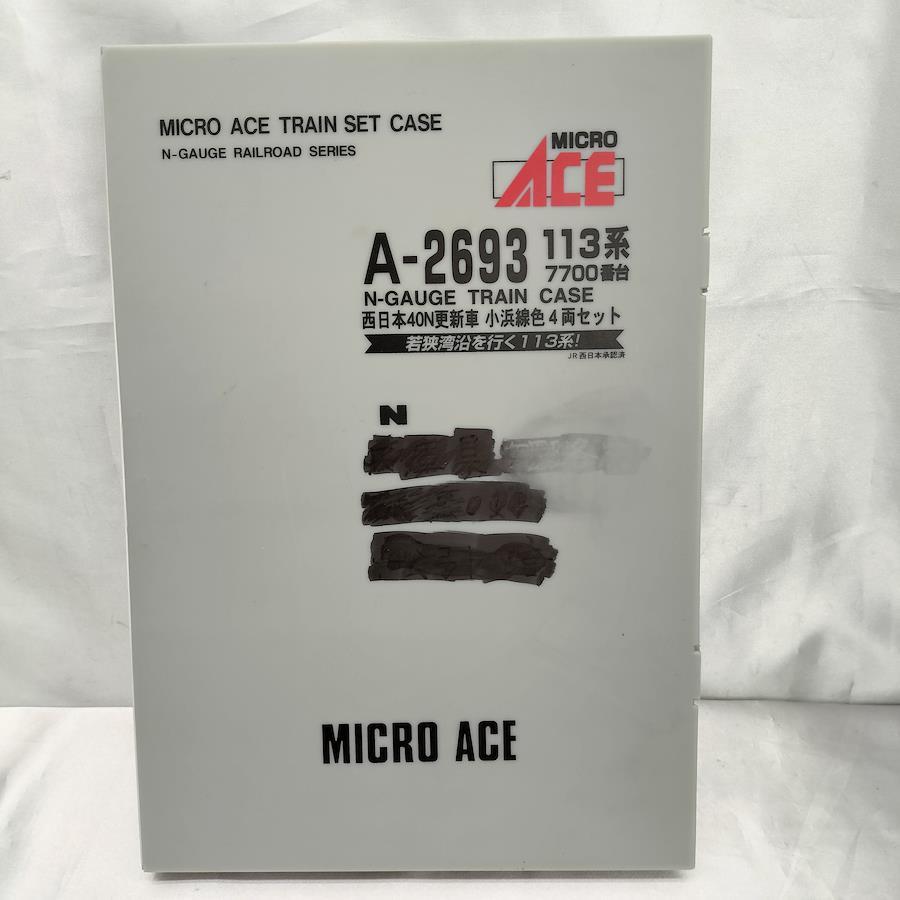 MICRO ACE TRAIN SET CASE
N-GAUGE RAILROAD SERIES
MICRO
ACE
A-2693 113系
7700番台
N-GAUGE TRAIN CASE
西日本40N更新車 小浜線色 4両セット
若狭湾沿を行く113系!
JR西日本承認済
N
MICRO ACE